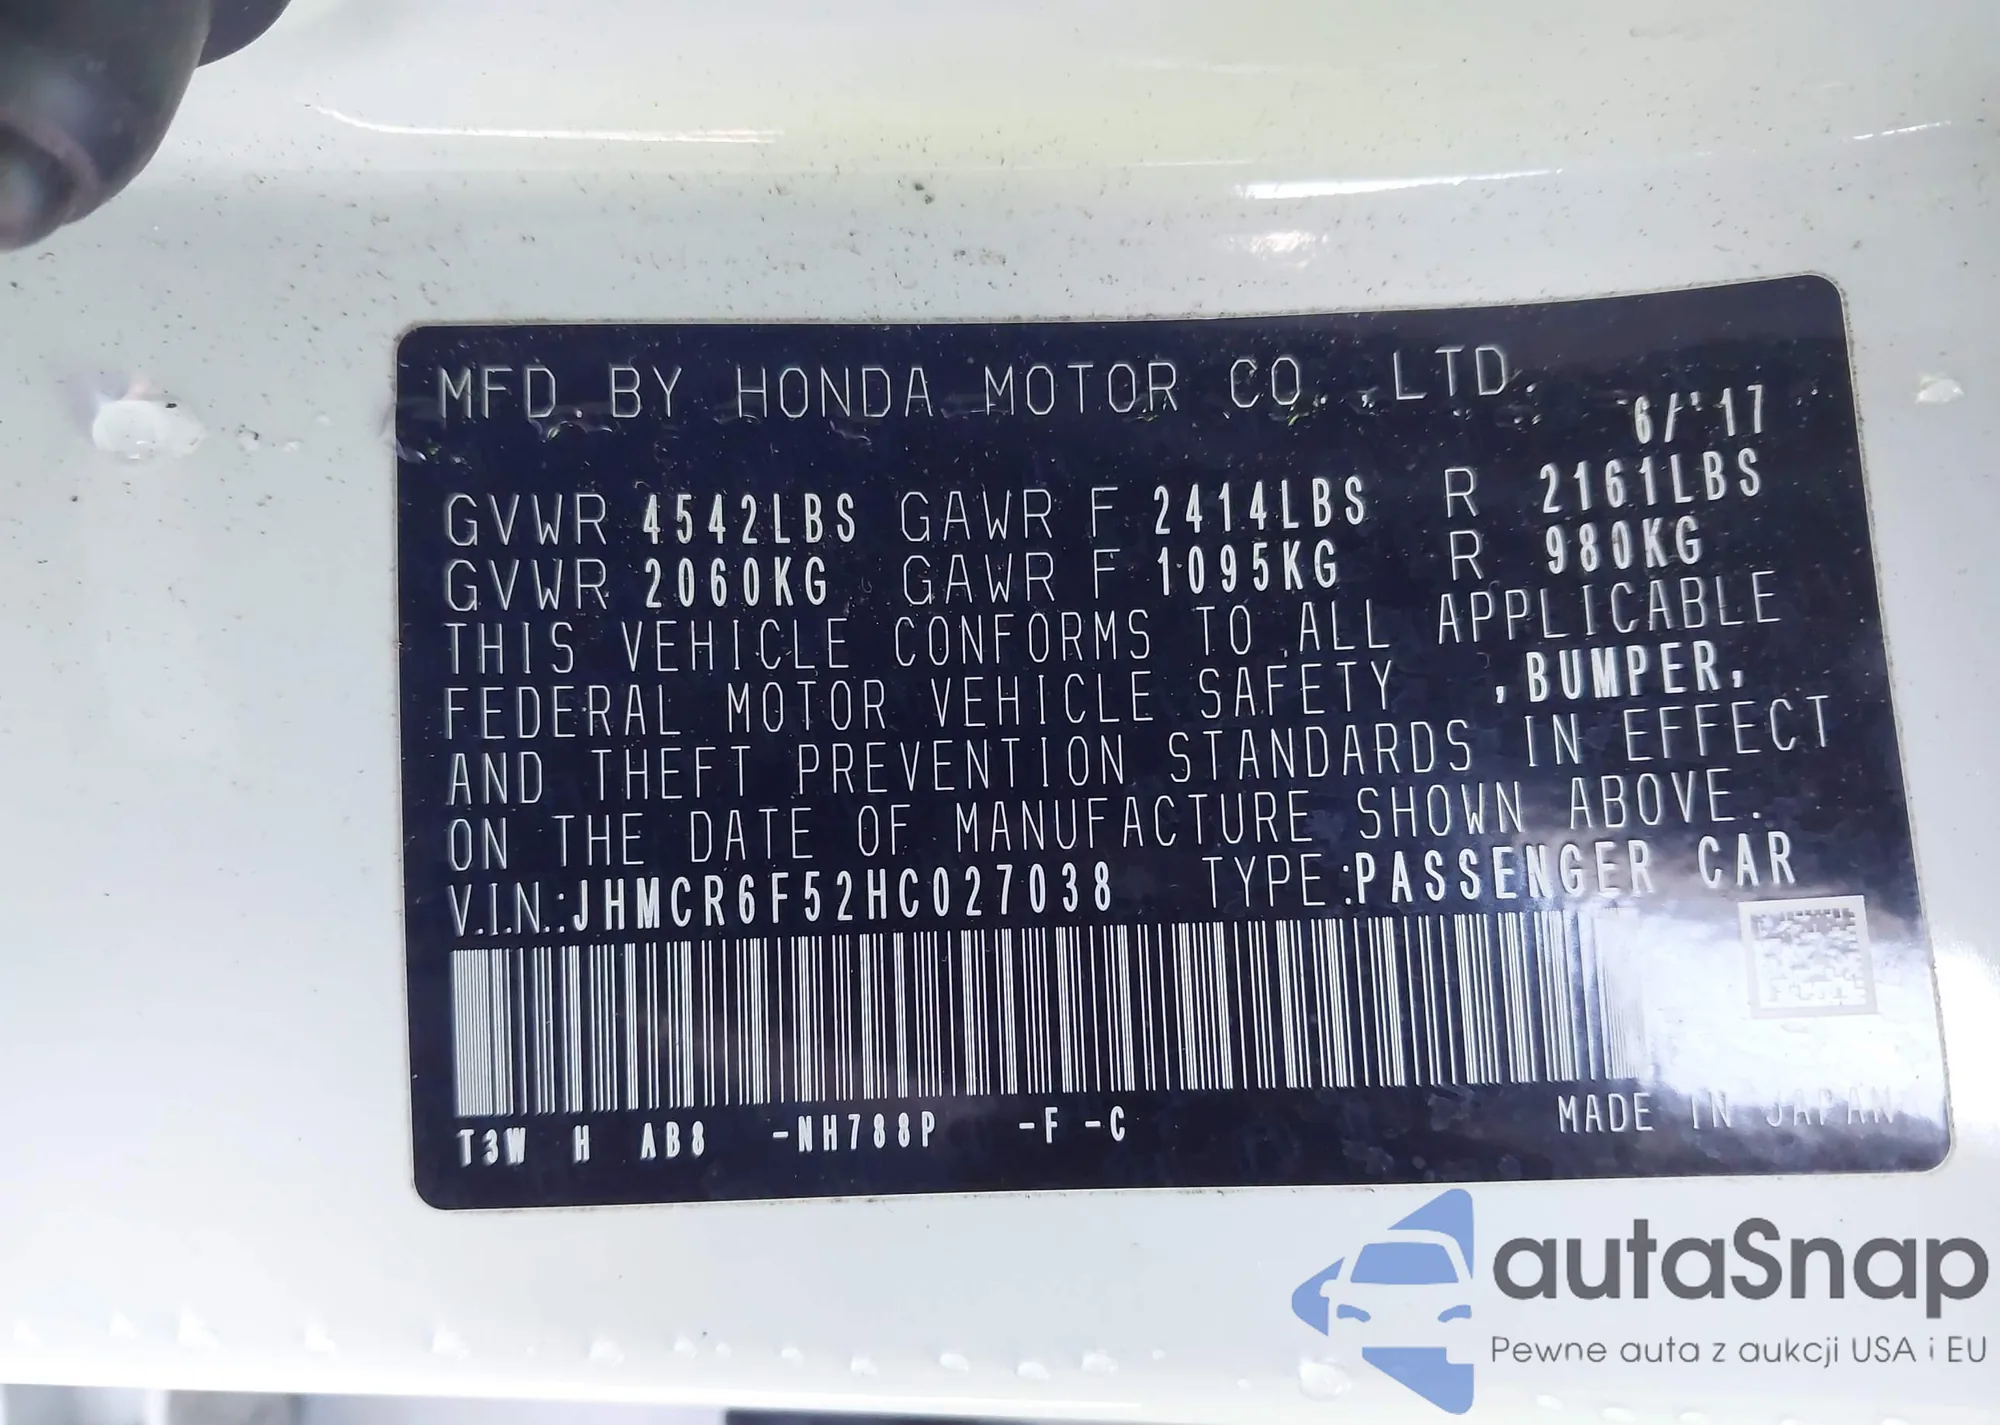 MFD. BY HONDA MOTOR CO., LTD.
6/'17
GVWR 4542LBS GAWR F 2414LBS R 2161LBS
GVWR 2060KG GAWR F 1095KG R 980KG
THIS VEHICLE CONFORMS TO ALL APPLICABLE
FEDERAL MOTOR VEHICLE SAFETY ,BUMPER,
AND THEFT PREVENTION STANDARDS IN EFFECT
ON THE DATE OF MANUFACTURE SHOWN ABOVE.
V.I.N.:JHMCR6F52HC027038 TYPE:PASSENGER CAR
T3W H AB8 -NH788P -F -C MADE IN JAPAN
autaSnap
Pewne auta z aukcji USA i EU